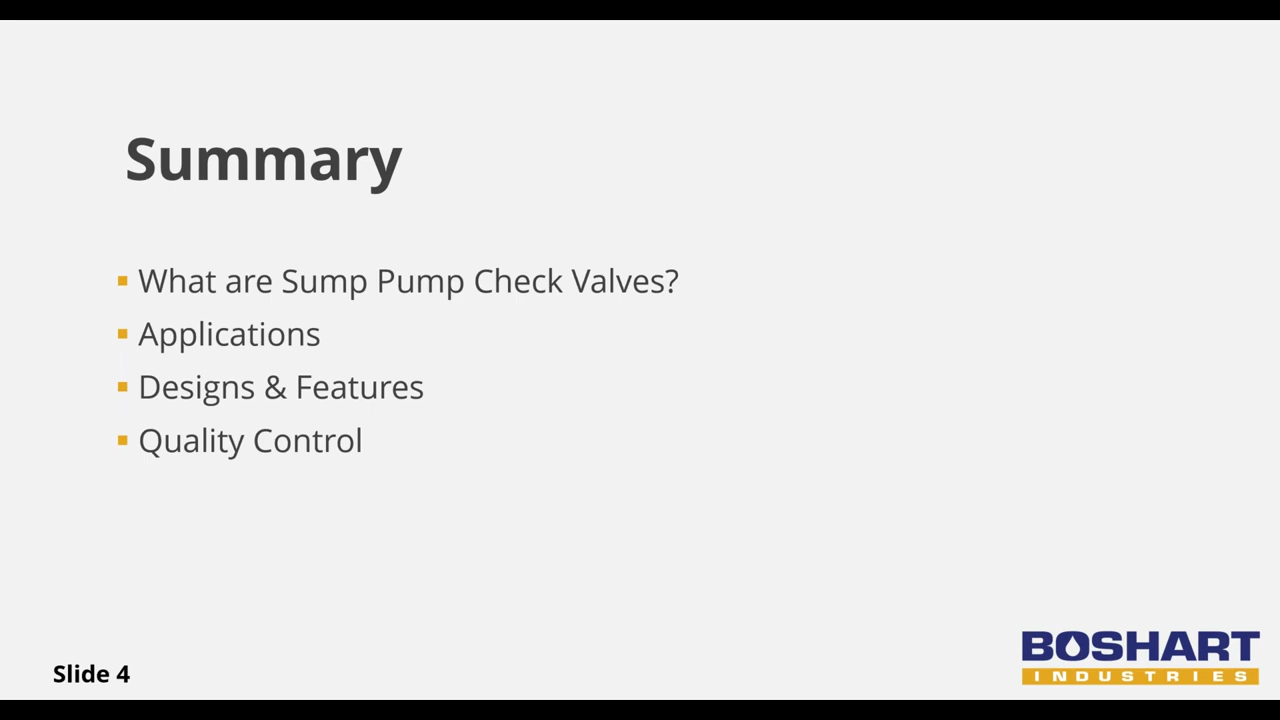 Summary
What are Sump Pump Check Valves?
Applications
Designs & Features
Quality Control
Slide 4
BOSHART
INDUSTRIES